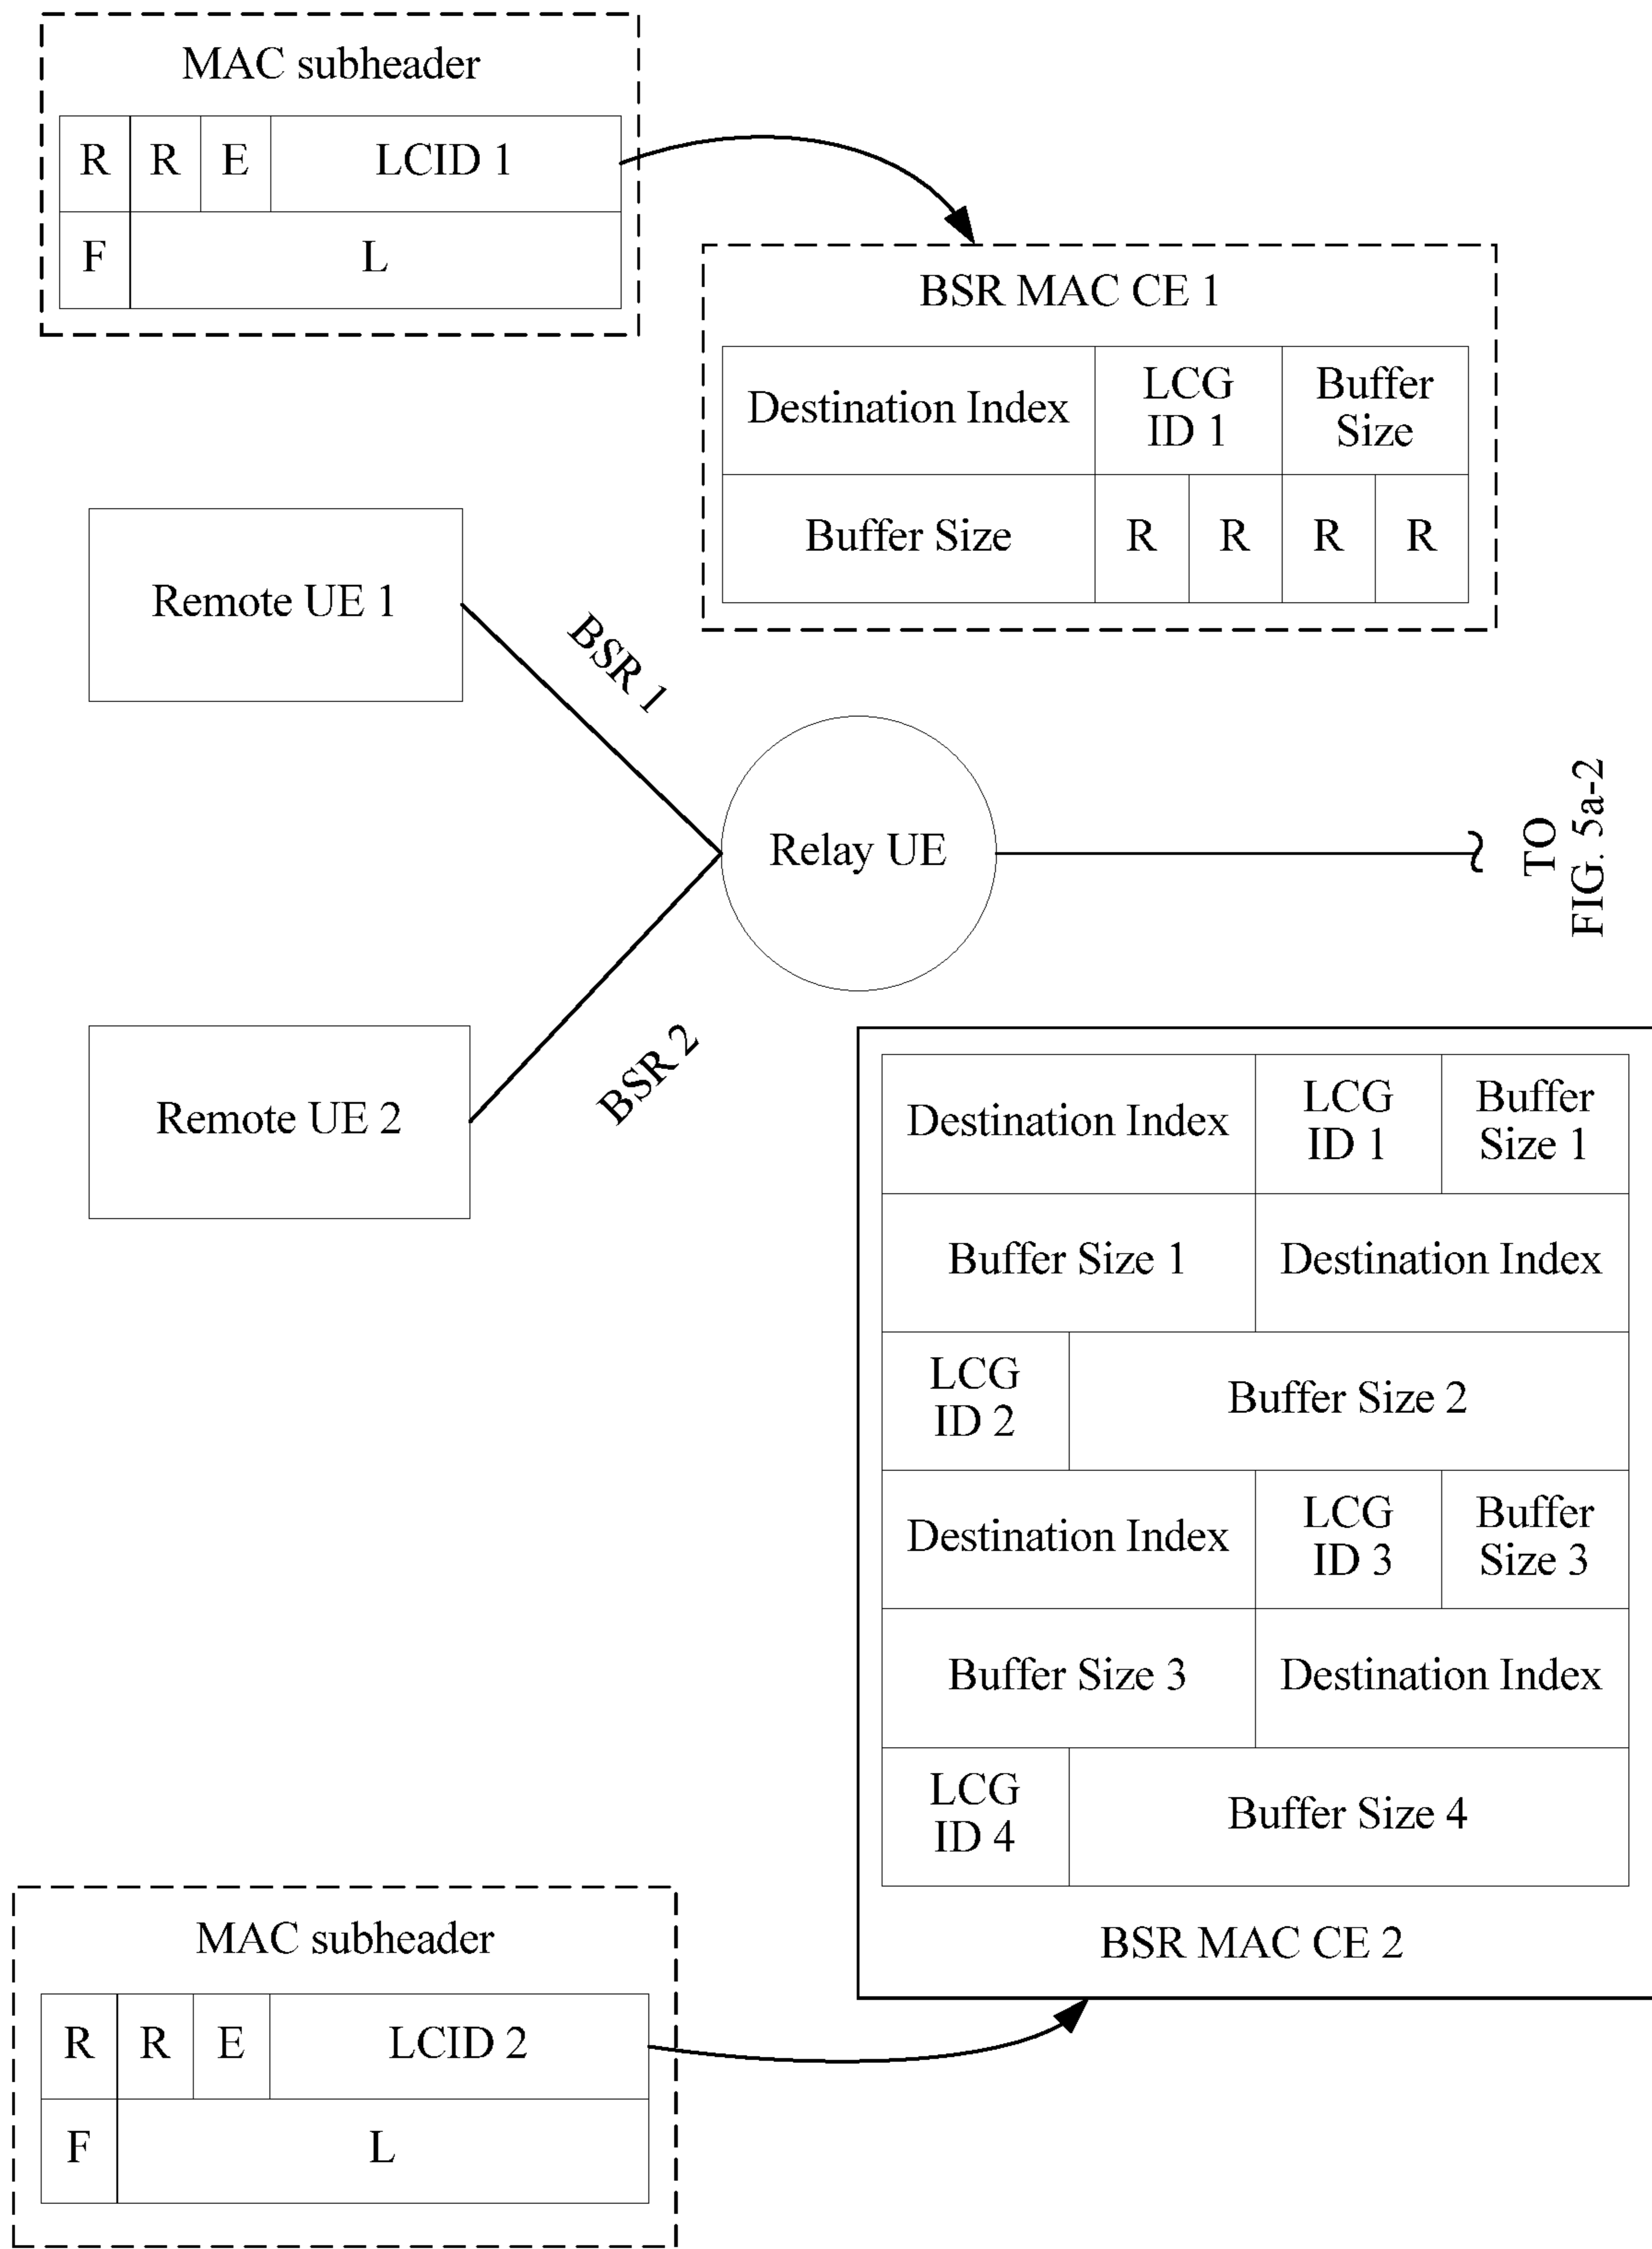 MAC subheader
R R E LCID 1
F L
BSR MAC CE 1
Destination Index
LCG
ID 1
Buffer
Size
Buffer Size R R R R
Remote UE 1
BSR 1
Relay UE
TO
FIG. 5a-2
BSR 2
Remote UE 2
Destination Index
LCG
ID 1
Buffer
Size 1
Buffer Size 1 Destination Index
LCG
ID 2
Buffer Size 2
Destination Index
LCG
ID 3
Buffer
Size 3
Buffer Size 3 Destination Index
LCG
ID 4
Buffer Size 4
BSR MAC CE 2
MAC subheader
R R E LCID 2
F L